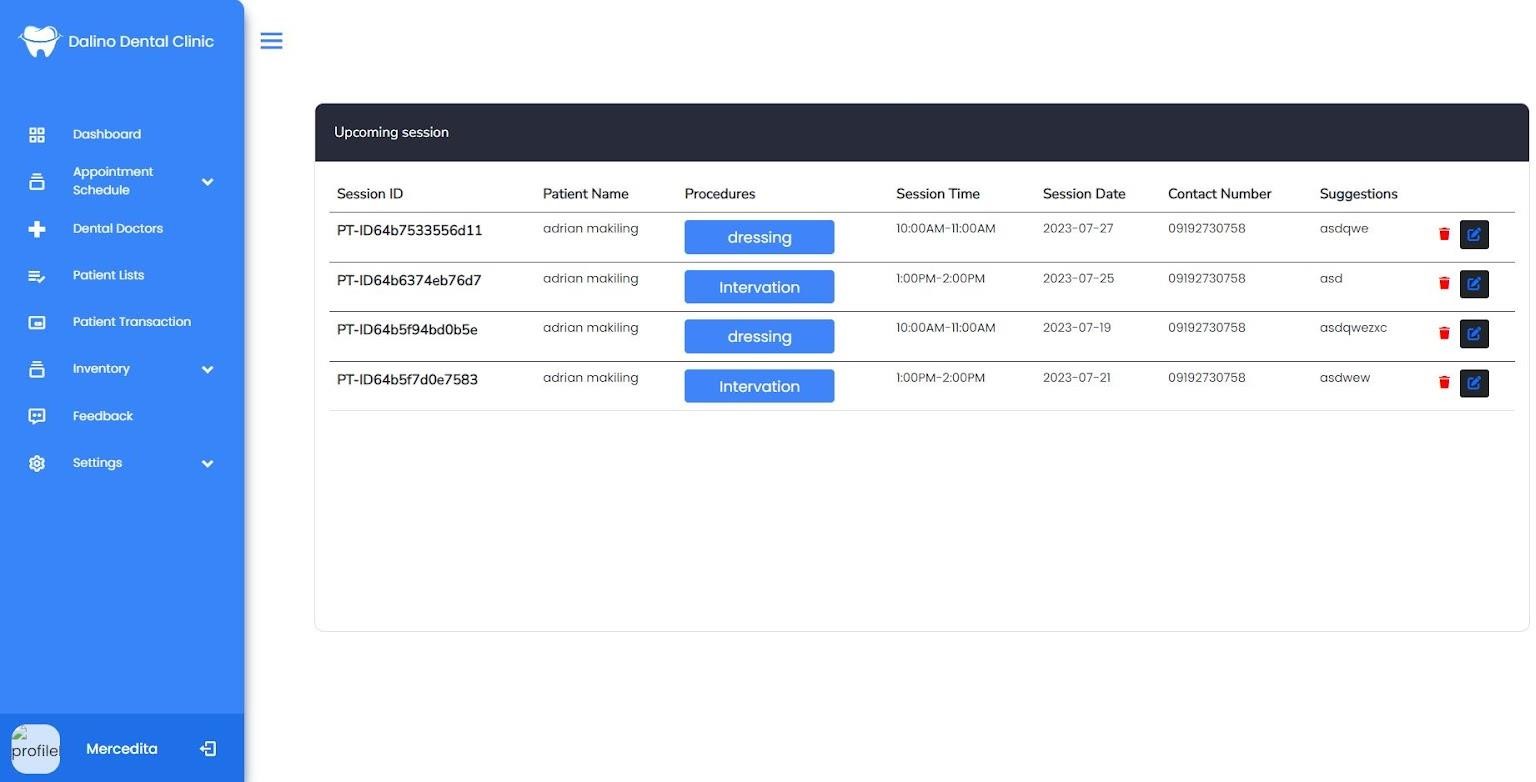 Dalino Dental Clinic
Dashboard
Appointment
Schedule
Dental Doctors
Patient Lists
Patient Transaction
Inventory
Feedback
Settings
profile
Mercedita
Upcoming session
Session ID Patient Name Procedures Session Time Session Date Contact Number Suggestions
PT-ID64b7533556d11 adrian makiling dressing 10:00AM-11:00AM 2023-07-27 09192730758 asdqwe
PT-ID64b6374eb76d7 adrian makiling Intervation 1:00PM-2:00PM 2023-07-25 09192730758 asd
PT-ID64b5f94bd0b5e adrian makiling dressing 10:00AM-11:00AM 2023-07-19 09192730758 asdqwezxc
PT-ID64b5f7d0e7583 adrian makiling Intervation 1:00PM-2:00PM 2023-07-21 09192730758 asdwew